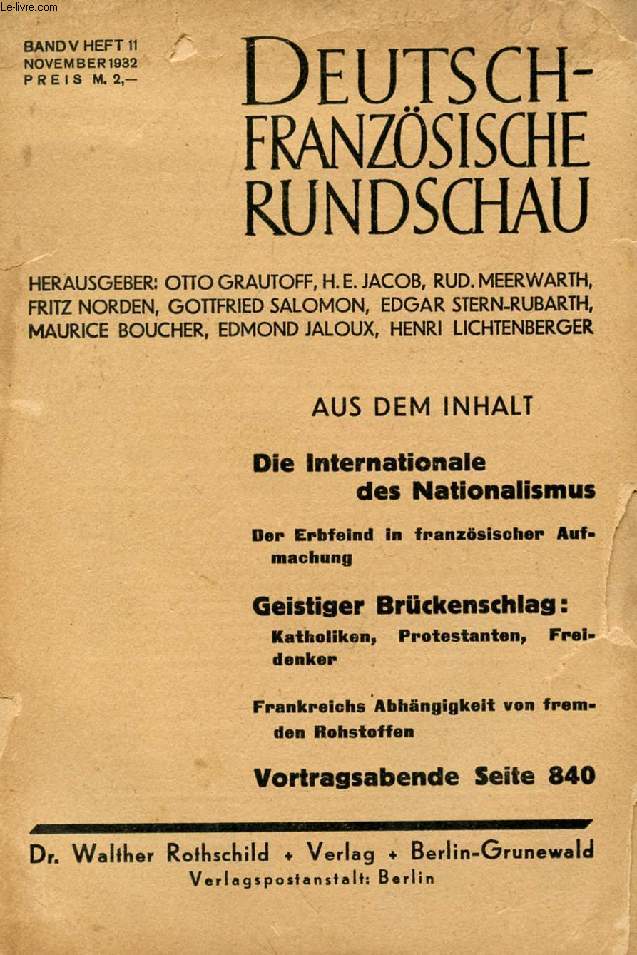 Le-livre.com
BAND V HEFT 11
NOVEMBER 1932
PREIS M. 2,—
DEUTSCH-
FRANZÖSISCHE
RUNDSCHAU
HERAUSGEBER: OTTO GRAUTOFF, H. E. JACOB, RUD. MEERWARTH,
FRITZ NORDEN, GOTTFRIED SALOMON, EDGAR STERN-RUBARTH,
MAURICE BOUCHER, EDMOND JALOUX, HENRI LICHTENBERGER
AUS DEM INHALT
Die Internationale
des Nationalismus
Der Erbfeind in französischer Auf-
machung
Geistiger Brückenschlag:
Katholiken, Protestanten, Frei-
denker
Frankreichs Abhängigkeit von frem-
den Rohstoffen
Vortragsabende Seite 840
Dr. Walther Rothschild + Verlag + Berlin-Grunewald
Verlagspostanstalt: Berlin